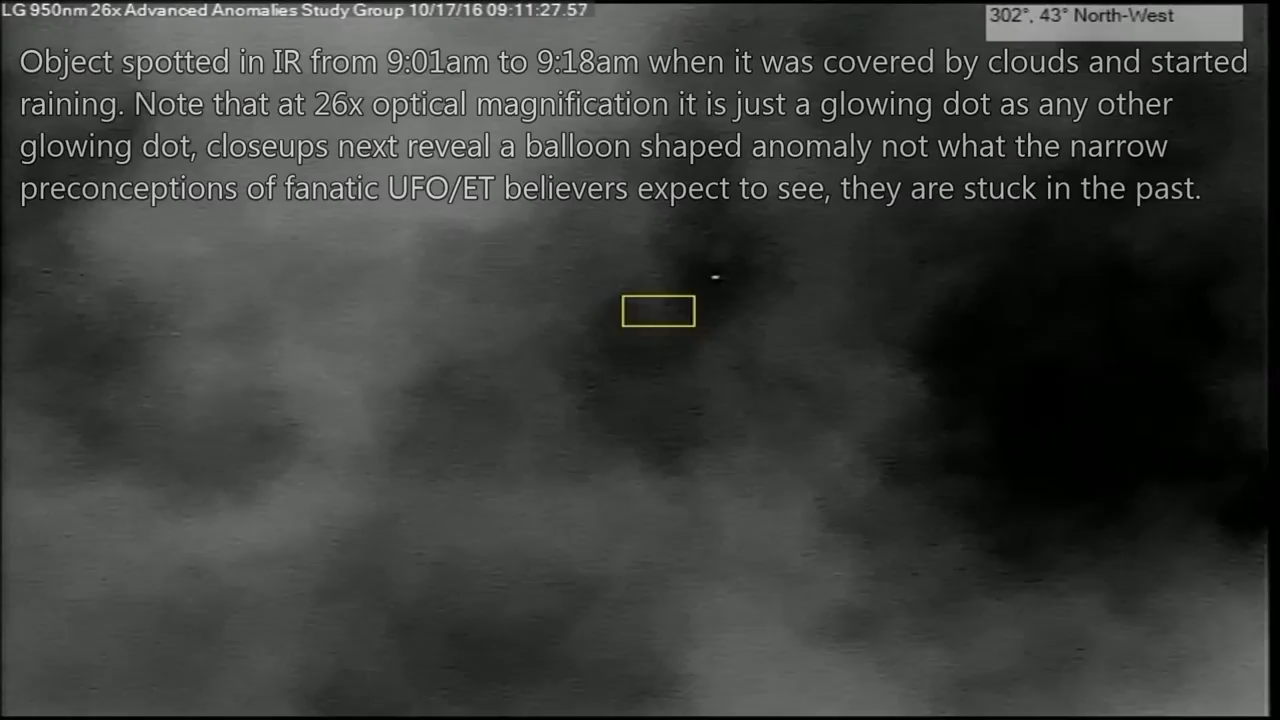 LG 950nm 26x Advanced Anomalies Study Group 10/17/16 09:11:27.57
302°, 43° North-West
Object spotted in IR from 9:01am to 9:18am when it was covered by clouds and started
raining. Note that at 26x optical magnification it is just a glowing dot as any other
glowing dot, closeups next reveal a balloon shaped anomaly not what the narrow
preconceptions of fanatic UFO/ET believers expect to see, they are stuck in the past.